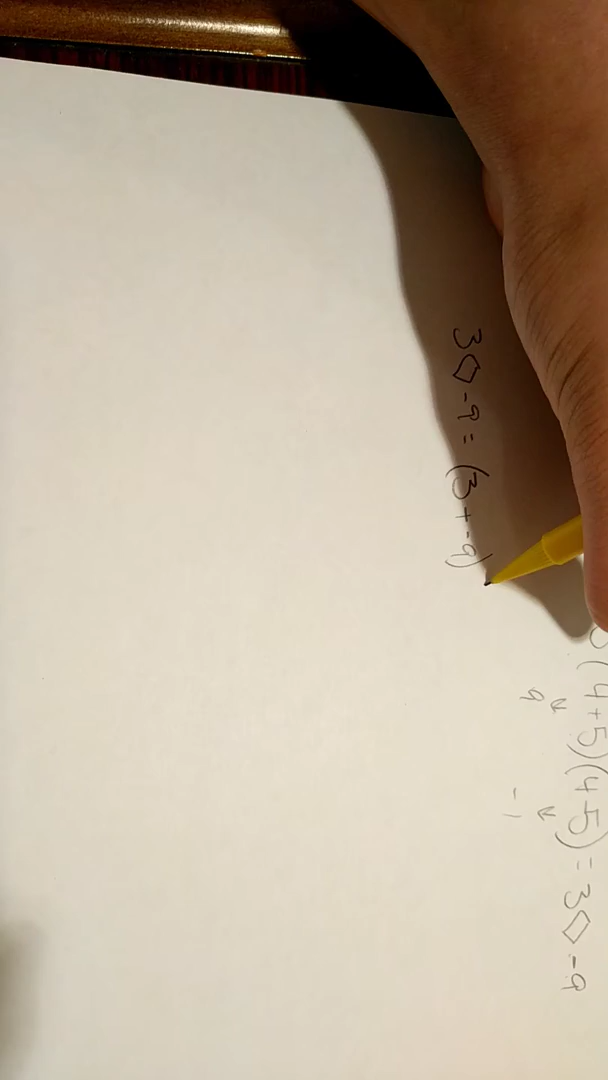 (4+5)(4-5) = 3◇-9
9 -1
3◇-9 = (3+-9)